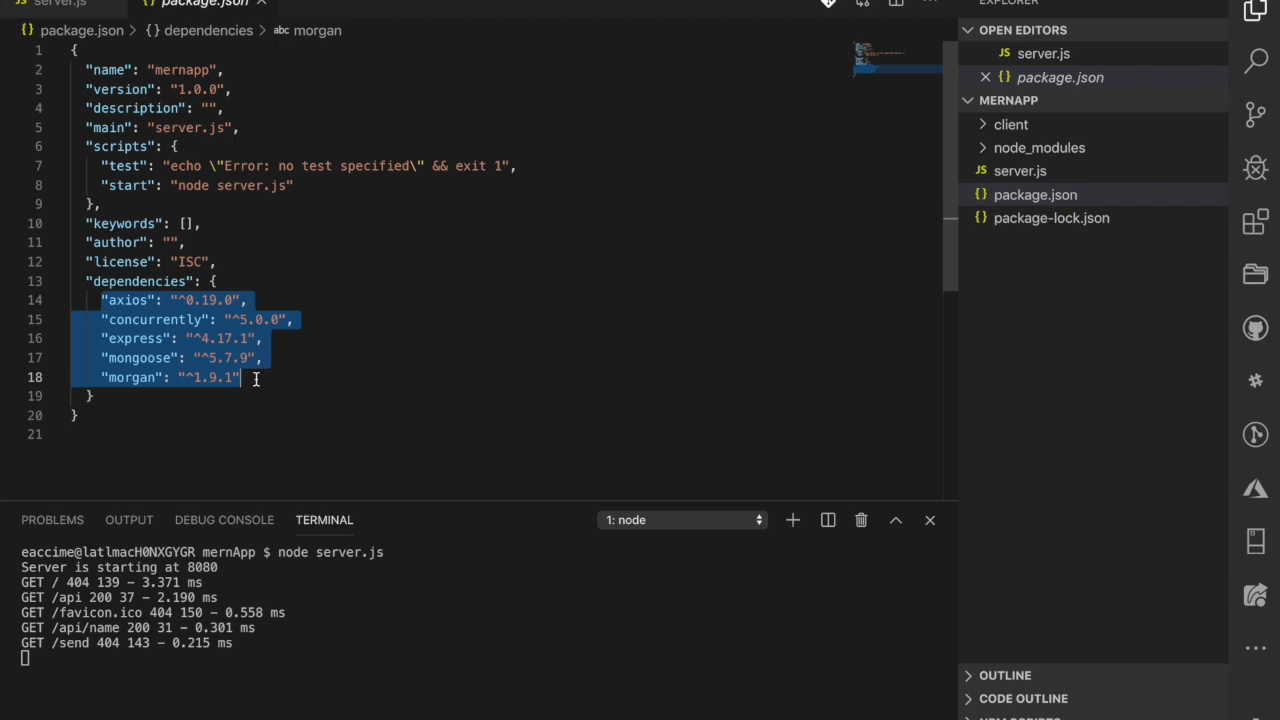 JS server.js
{} package.json
EXPLORER
{} package.json > {} dependencies > abc morgan
1 {
2 "name": "mernapp",
3 "version": "1.0.0",
4 "description": "",
5 "main": "server.js",
6 "scripts": {
7 "test": "echo \"Error: no test specified\" && exit 1",
8 "start": "node server.js"
9 },
10 "keywords": [],
11 "author": "",
12 "license": "ISC",
13 "dependencies": {
14 "axios": "^0.19.0",
15 "concurrently": "^5.0.0",
16 "express": "^4.17.1",
17 "mongoose": "^5.7.9",
18 "morgan": "^1.9.1"
19 }
20 }
21
OPEN EDITORS
JS server.js
{} package.json
MERNAPP
client
node_modules
JS server.js
{} package.json
{} package-lock.json
PROBLEMS OUTPUT DEBUG CONSOLE TERMINAL
1: node
eaccime@latlmacH0NXGYGR mernApp $ node server.js
Server is starting at 8080
GET / 404 139 - 3.371 ms
GET /api 200 37 - 2.190 ms
GET /favicon.ico 404 150 - 0.558 ms
GET /api/name 200 31 - 0.301 ms
GET /send 404 143 - 0.215 ms
OUTLINE
CODE OUTLINE
NPM SCRIPTS